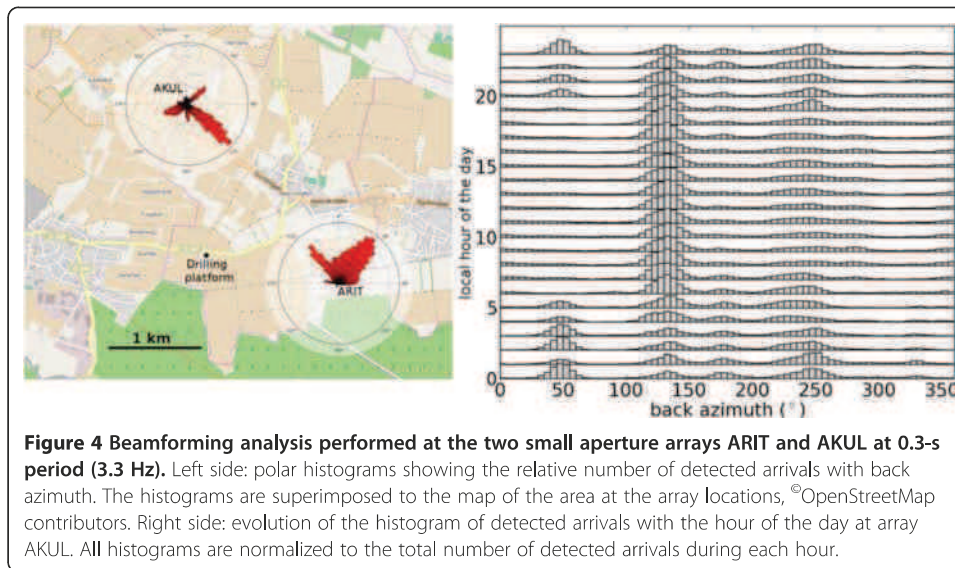 AKUL
Drilling
platform
ARIT
1 km
local hour of the day
20
15
10
5
0
0 50 100 150 200 250 300 350
back azimuth (°)
Figure 4 Beamforming analysis performed at the two small aperture arrays ARIT and AKUL at 0.3-s
period (3.3 Hz). Left side: polar histograms showing the relative number of detected arrivals with back
azimuth. The histograms are superimposed to the map of the area at the array locations, ©OpenStreetMap
contributors. Right side: evolution of the histogram of detected arrivals with the hour of the day at array
AKUL. All histograms are normalized to the total number of detected arrivals during each hour.